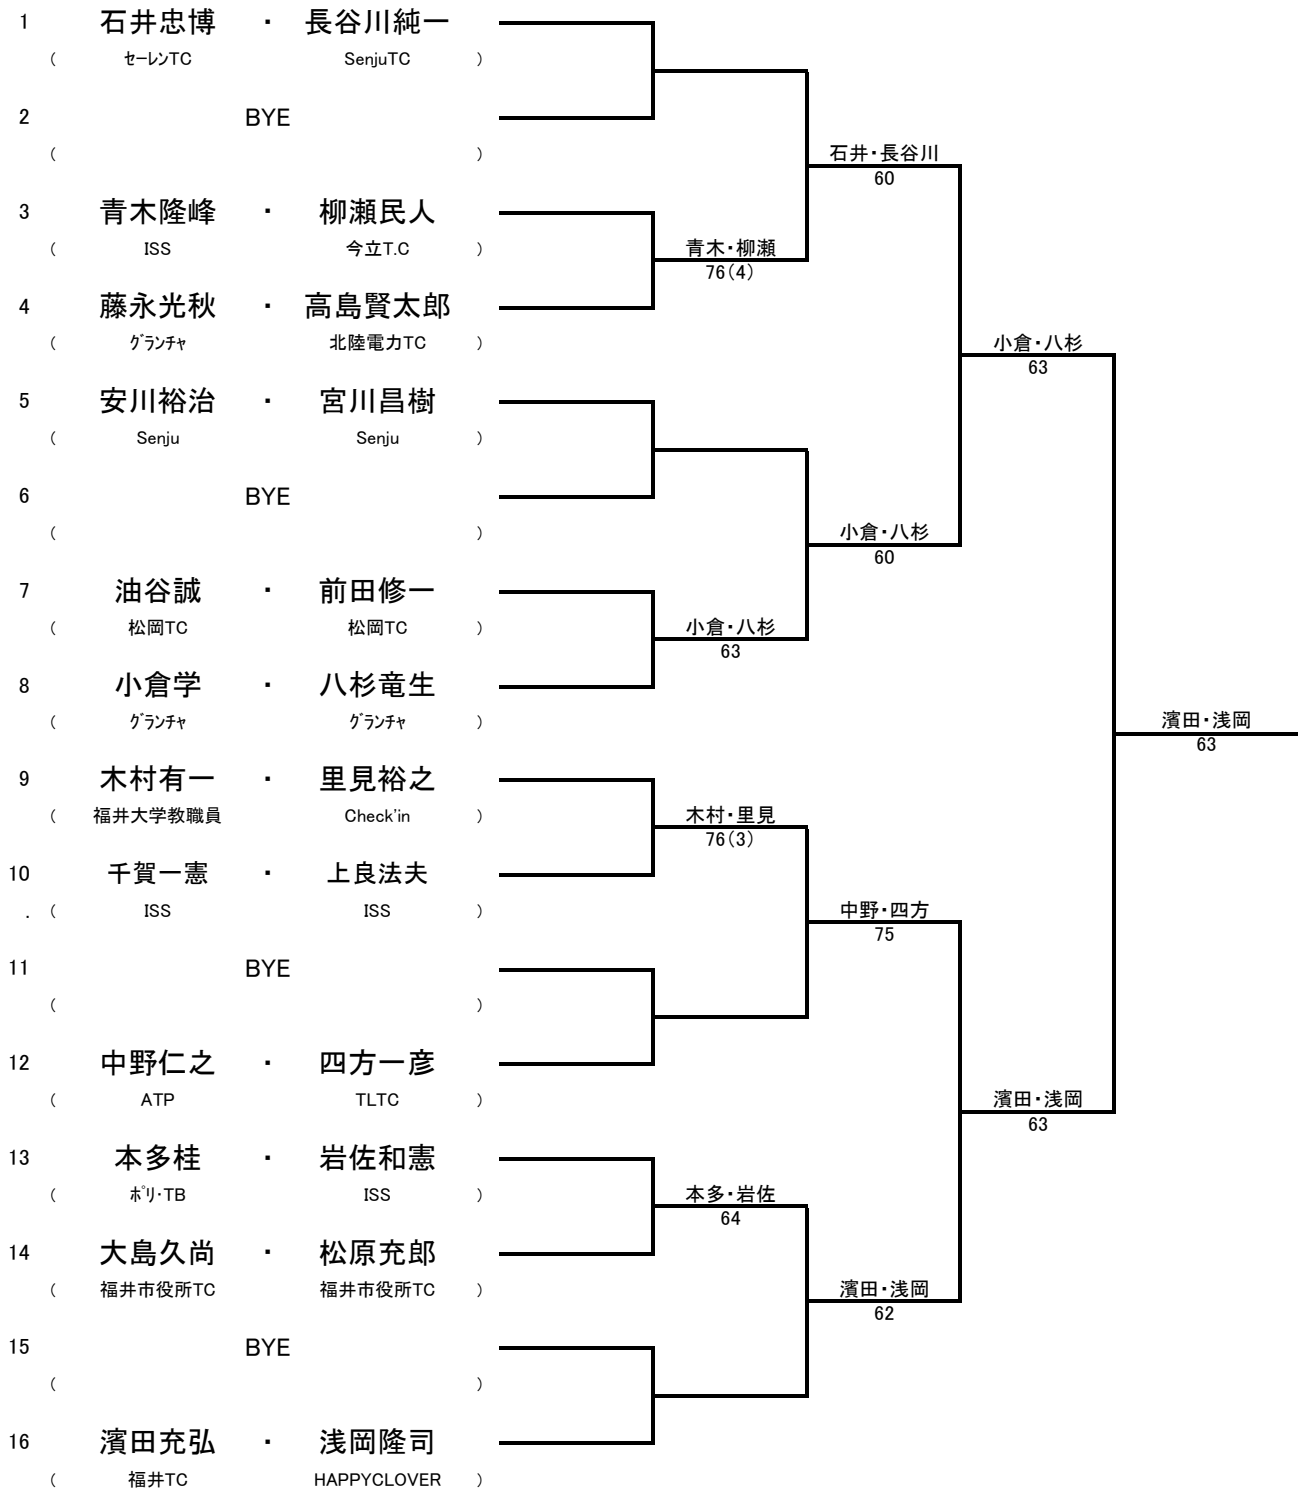 1 石井忠博 ・ 長谷川純一
( ｾｰﾚﾝTC SenjuTC )
2 BYE
( )
石井・長谷川
60
3 青木隆峰 ・ 柳瀬民人
( ISS 今立T.C )
青木・柳瀬
76(4)
4 藤永光秋 ・ 高島賢太郎
( ｸﾞﾗﾝﾁｬ 北陸電力TC )
小倉・八杉
63
5 安川裕治 ・ 宮川昌樹
( Senju Senju )
6 BYE
( )
小倉・八杉
60
7 油谷誠 ・ 前田修一
( 松岡TC 松岡TC )
小倉・八杉
63
8 小倉学 ・ 八杉竜生
( ｸﾞﾗﾝﾁｬ ｸﾞﾗﾝﾁｬ )
濱田・浅岡
63
9 木村有一 ・ 里見裕之
( 福井大学教職員 Check'in )
木村・里見
76(3)
10 千賀一憲 ・ 上良法夫
. ( ISS ISS )
中野・四方
75
11 BYE
( )
12 中野仁之 ・ 四方一彦
( ATP TLTC )
濱田・浅岡
63
13 本多桂 ・ 岩佐和憲
( ﾎﾟﾘ･TB ISS )
本多・岩佐
64
14 大島久尚 ・ 松原充郎
( 福井市役所TC 福井市役所TC )
濱田・浅岡
62
15 BYE
( )
16 濱田充弘 ・ 浅岡隆司
( 福井TC HAPPYCLOVER )